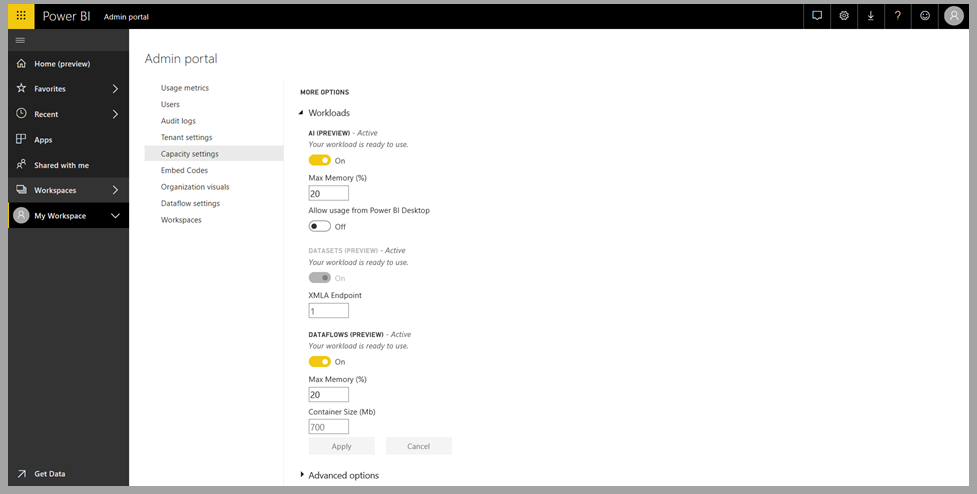 Power BI Admin portal
?
Home (preview)
Favorites
Recent
Apps
Shared with me
Workspaces
My Workspace
Get Data
Admin portal
Usage metrics
Users
Audit logs
Tenant settings
Capacity settings
Embed Codes
Organization visuals
Dataflow settings
Workspaces
MORE OPTIONS
Workloads
AI (PREVIEW) - Active
Your workload is ready to use.
On
Max Memory (%)
20
Allow usage from Power BI Desktop
Off
DATASETS (PREVIEW) - Active
Your workload is ready to use.
On
XMLA Endpoint
1
DATAFLOWS (PREVIEW) - Active
Your workload is ready to use.
On
Max Memory (%)
20
Container Size (Mb)
700
Apply Cancel
Advanced options